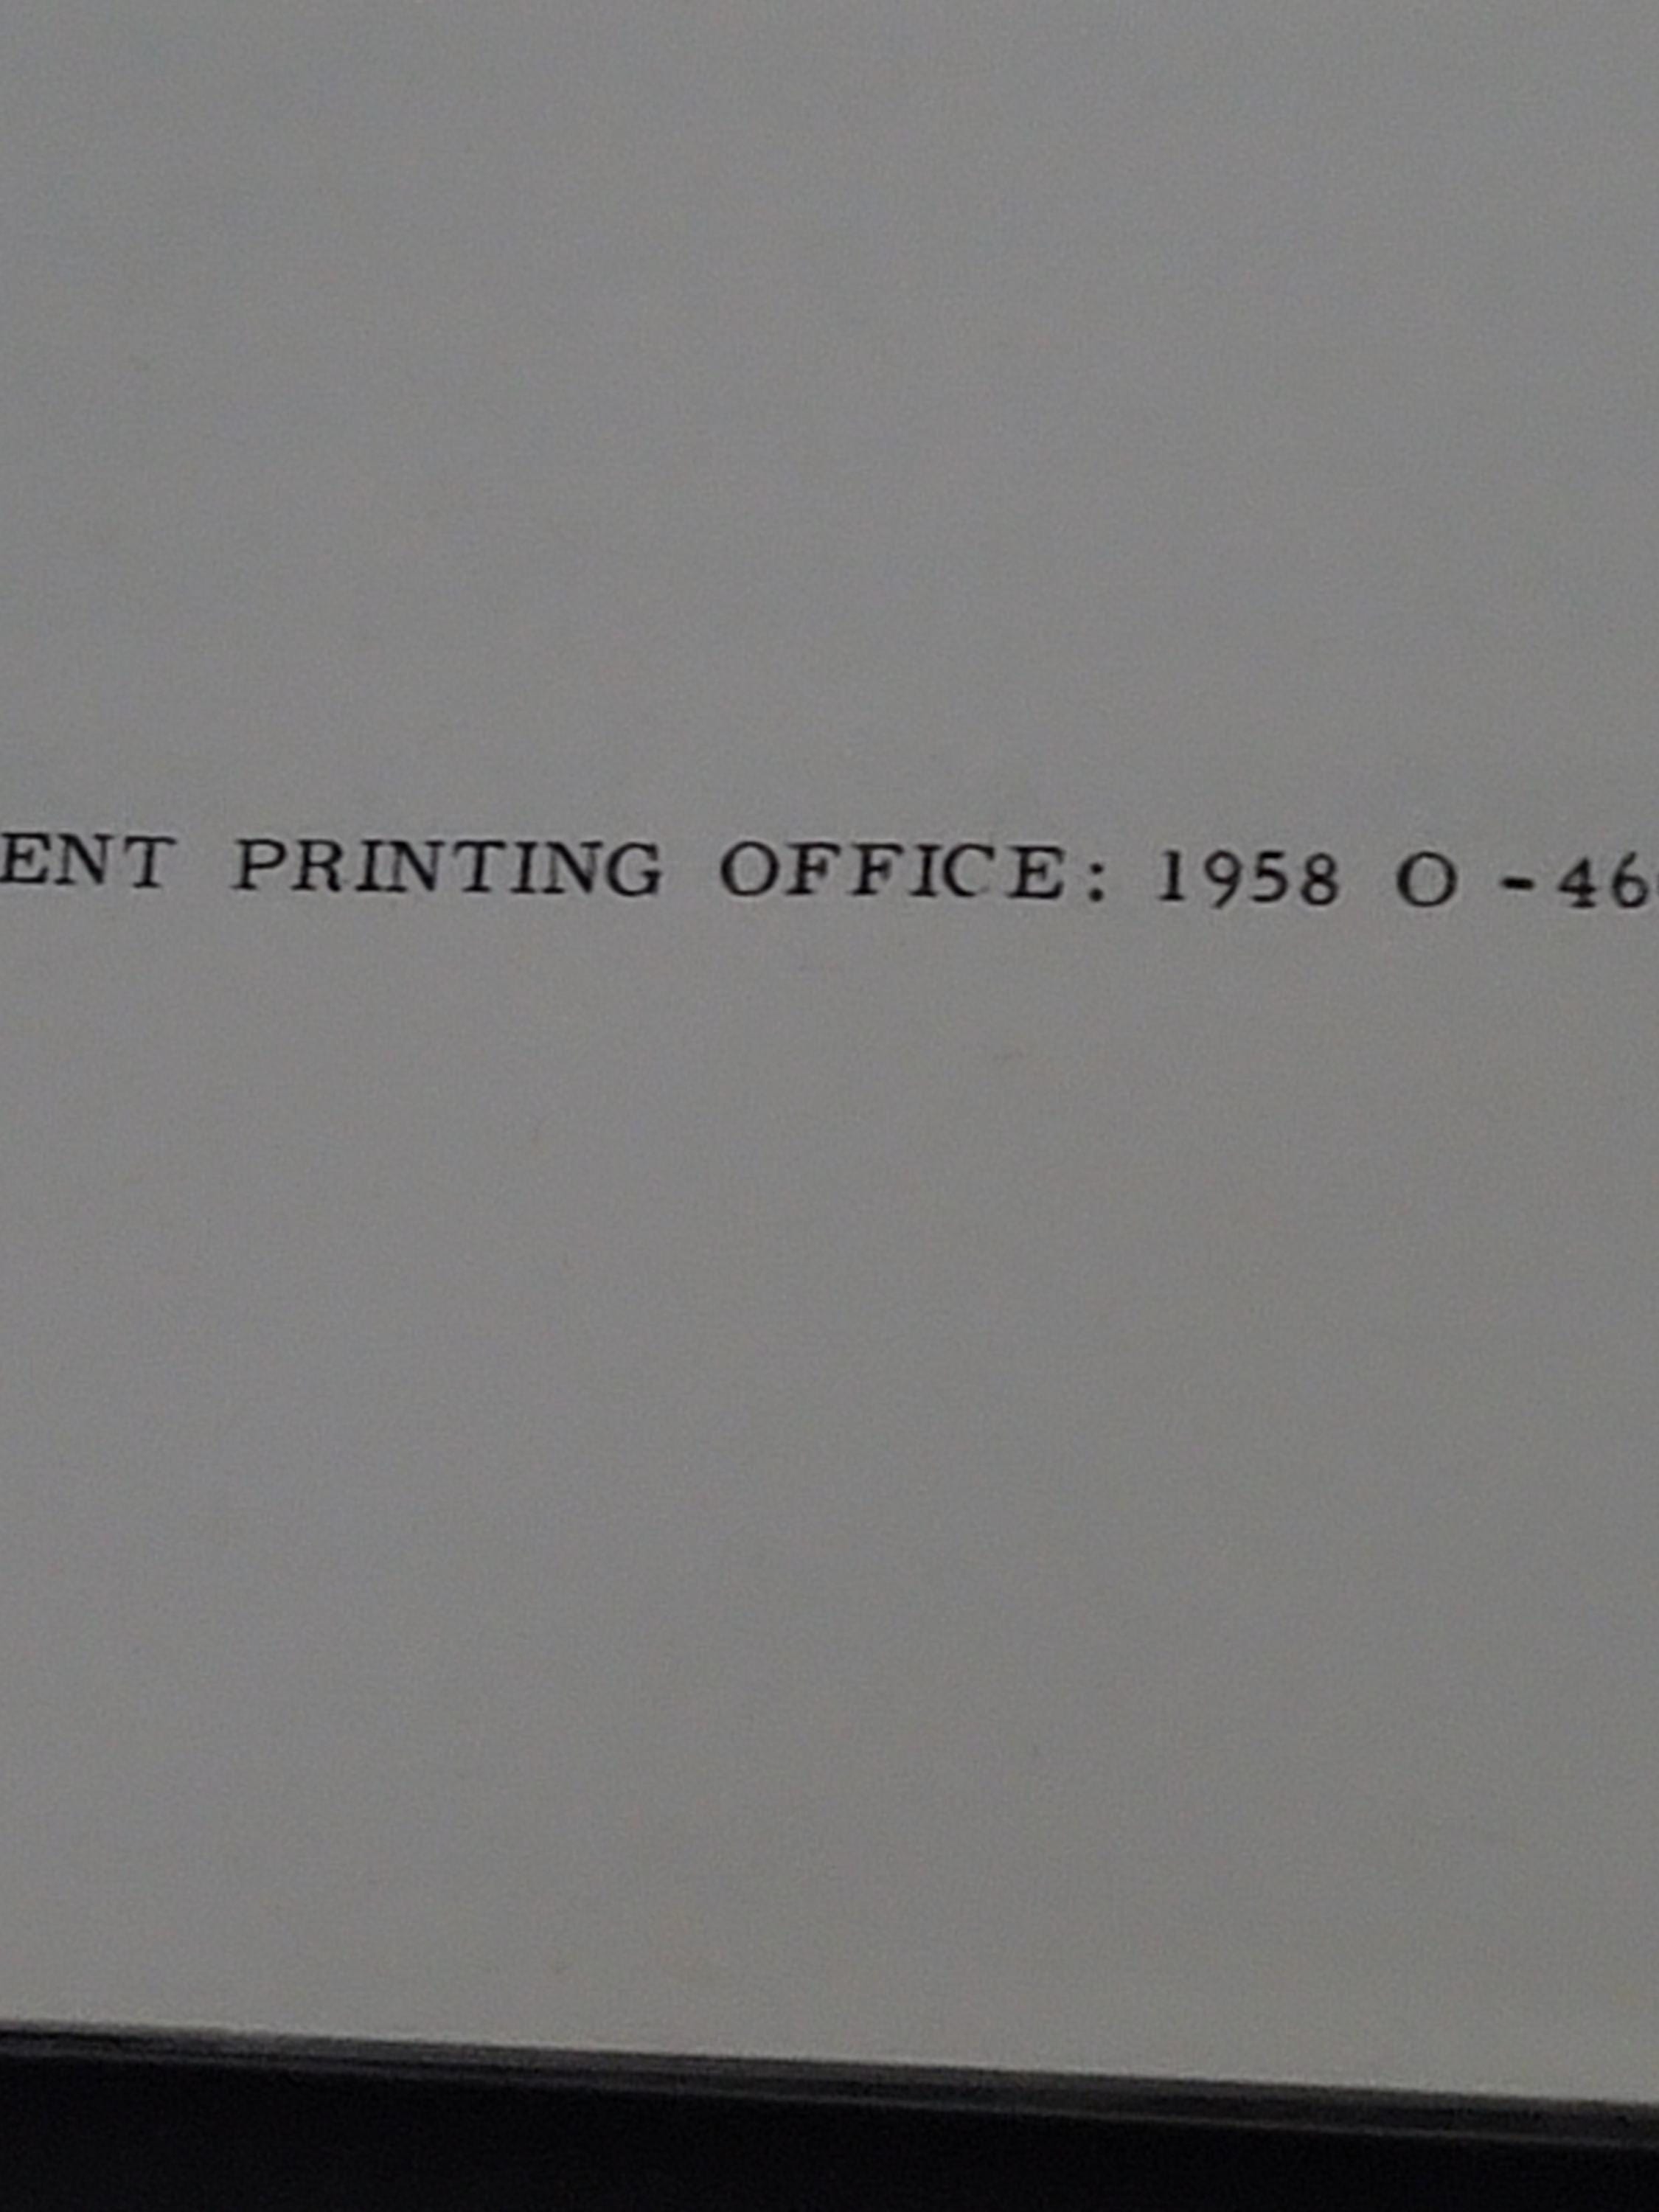 ENT PRINTING OFFICE: 1958 O -46